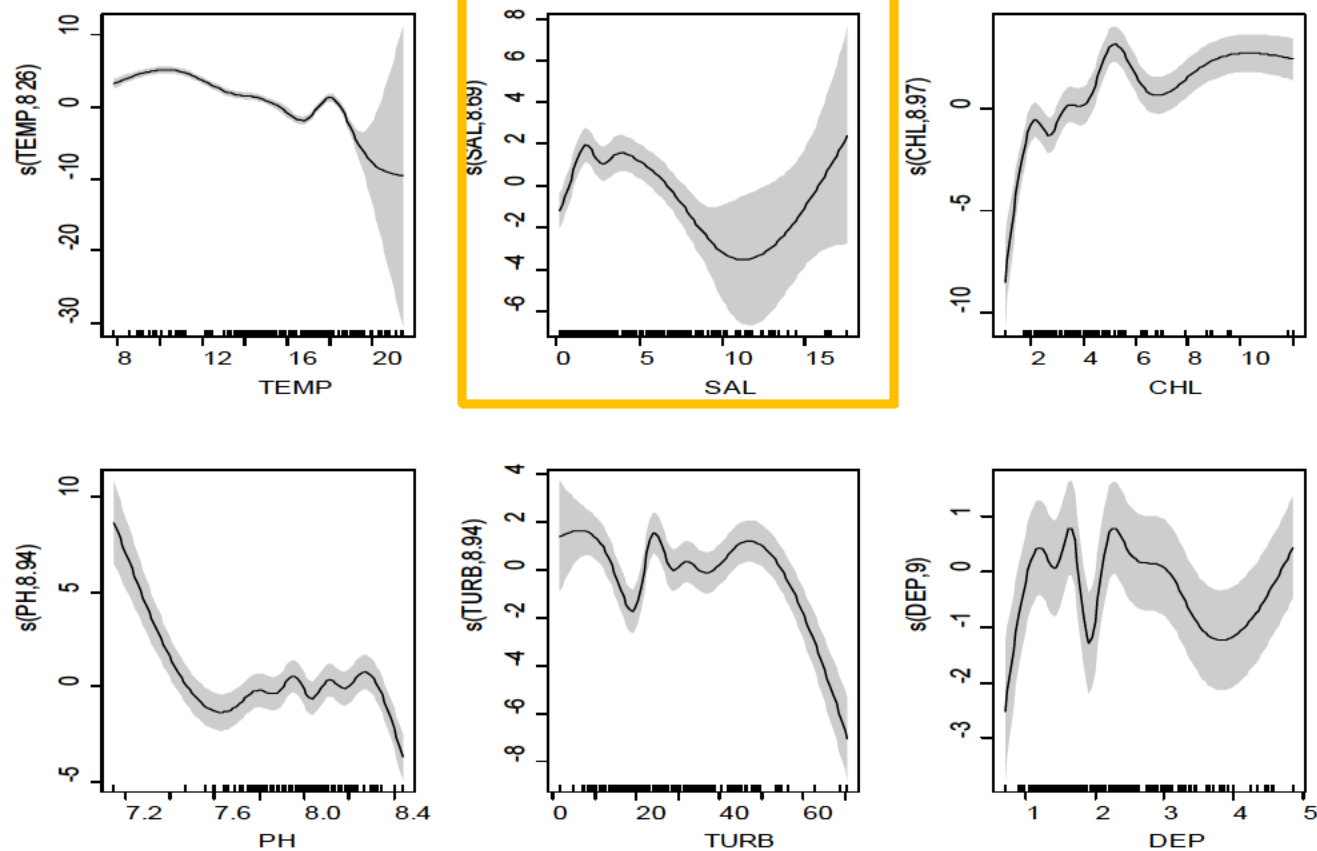 s(TEMP,8.26)
10
0
-10
-20
-30
8 12 16 20
TEMP
s(SAL,8.69)
8
6
4
2
0
-2
-4
-6
0 5 10 15
SAL
s(CHL,8.97)
0
-5
-10
2 4 6 8 10
CHL
s(PH,8.94)
10
5
0
-5
7.2 7.6 8.0 8.4
PH
s(TURB,8.94)
4
2
0
-2
-4
-6
-8
0 20 40 60
TURB
s(DEP,9)
1
0
-1
-2
-3
1 2 3 4 5
DEP